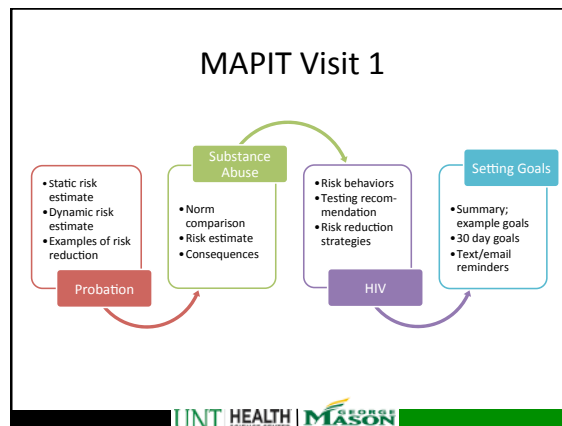 MAPIT Visit 1
• Static risk
estimate
• Dynamic risk
estimate
• Examples of risk
reduction
Probation
Substance
Abuse
• Norm
comparison
• Risk estimate
• Consequences
• Risk behaviors
• Testing recom-
mendation
• Risk reduction
strategies
HIV
Setting Goals
• Summary;
example goals
• 30 day goals
• Text/email
reminders
UNT HEALTH
GEORGE
MASON